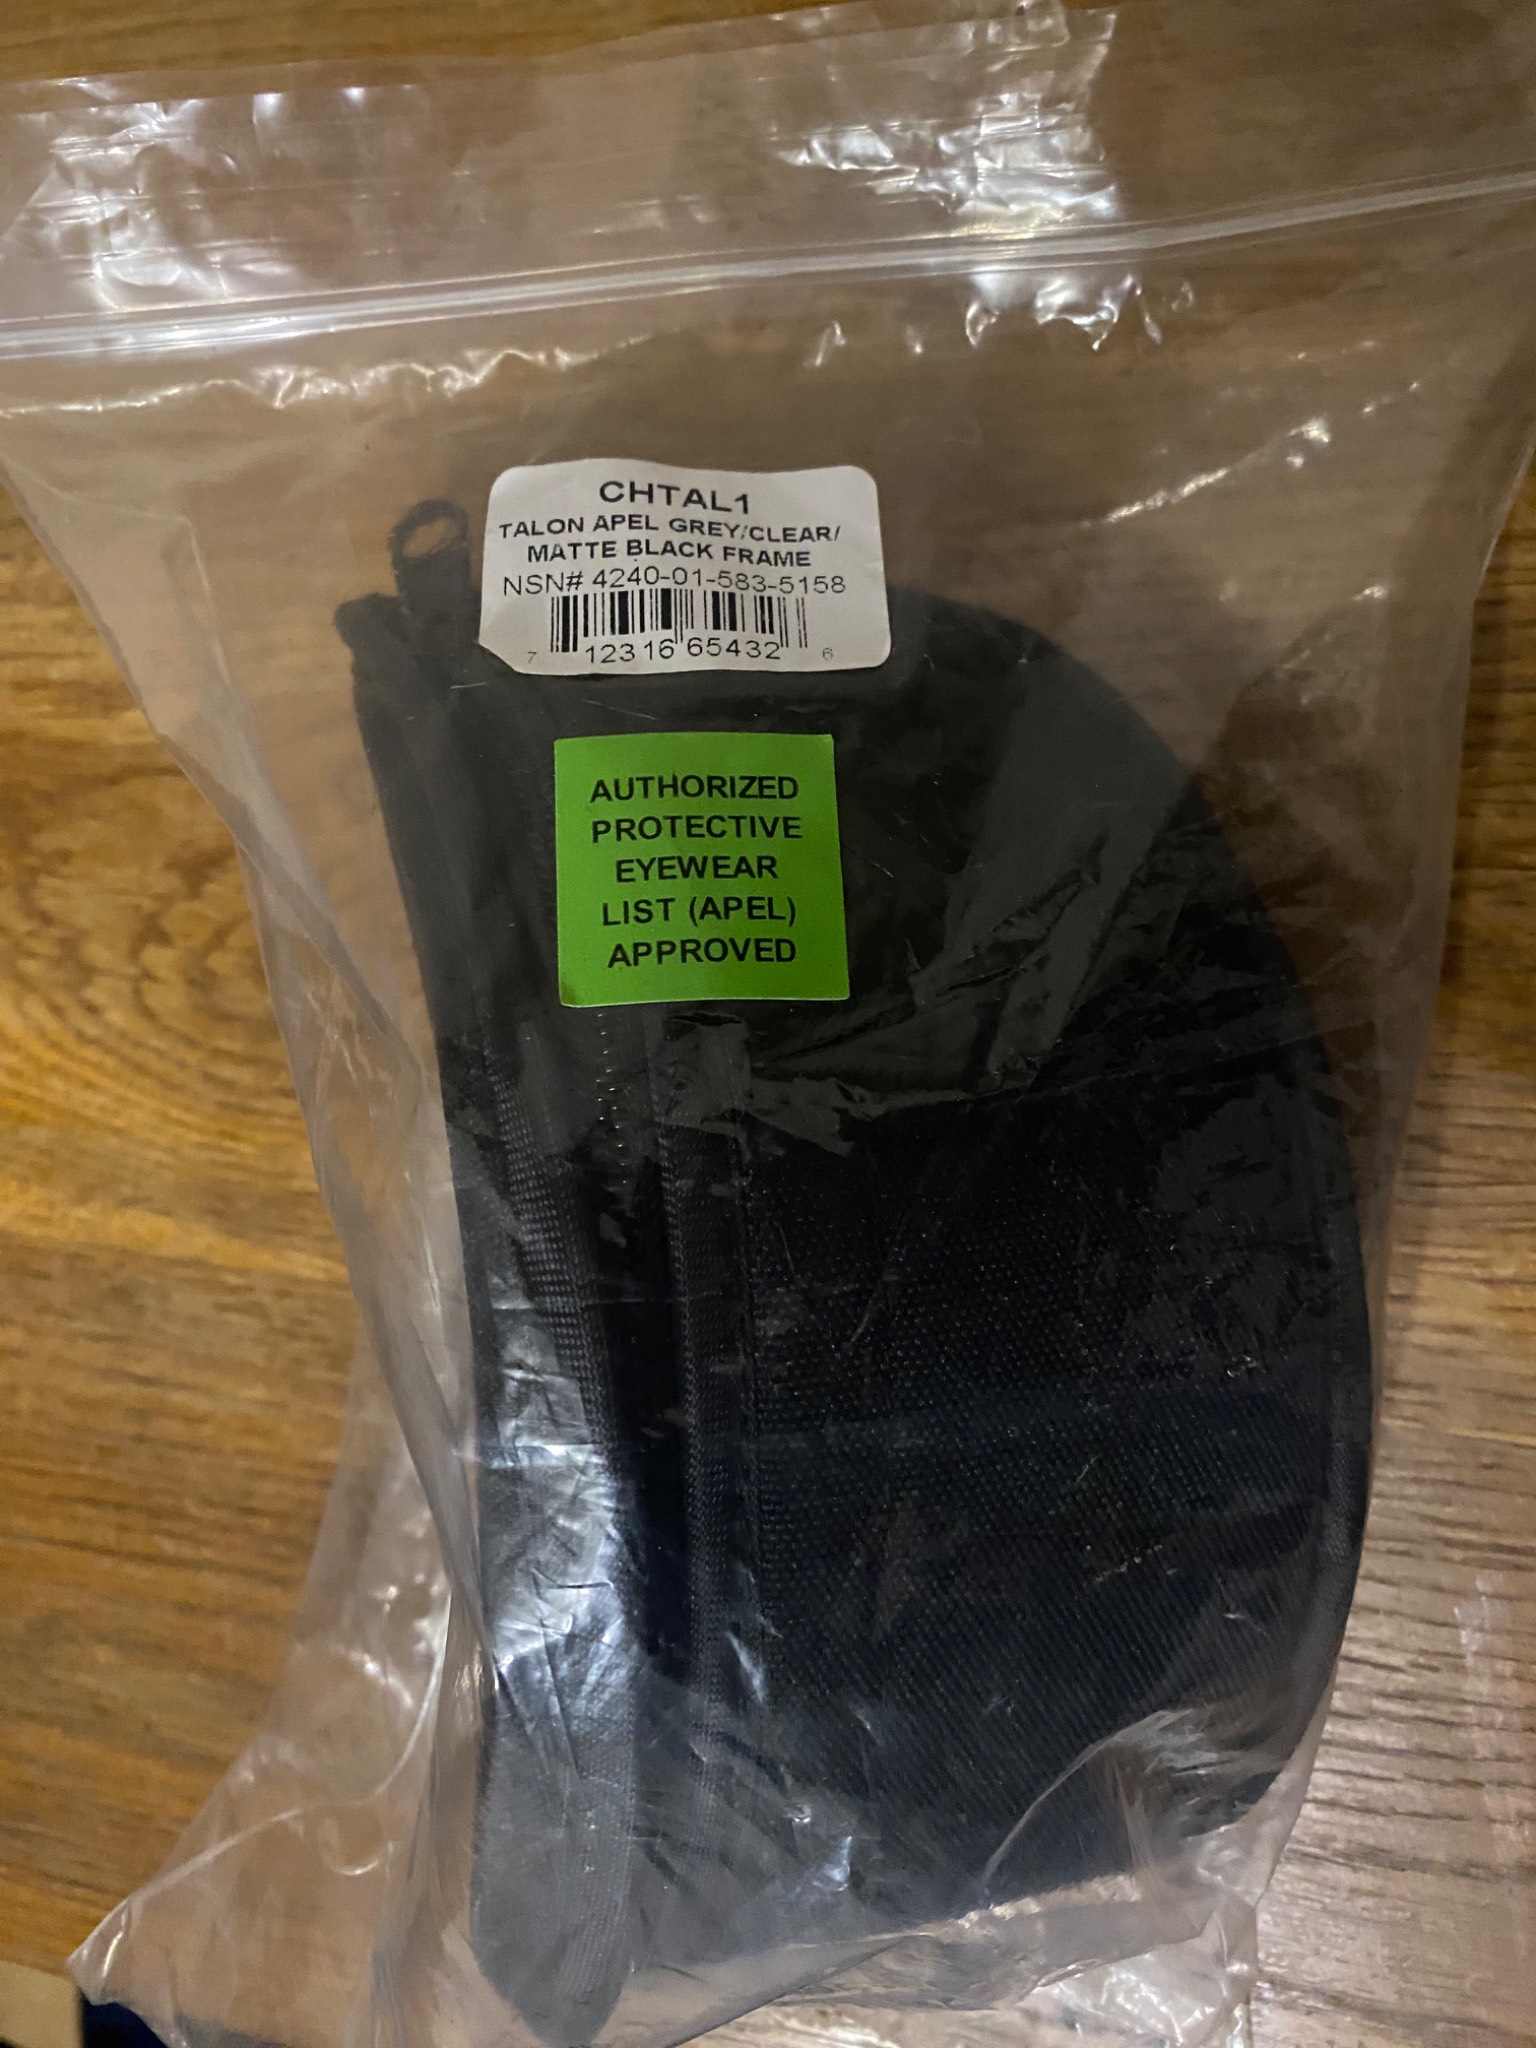 CHTAL1
TALON APEL GREY/CLEAR/
MATTE BLACK FRAME
NSN# 4240-01-583-5158
7 12316 65432 6
AUTHORIZED
PROTECTIVE
EYEWEAR
LIST (APEL)
APPROVED